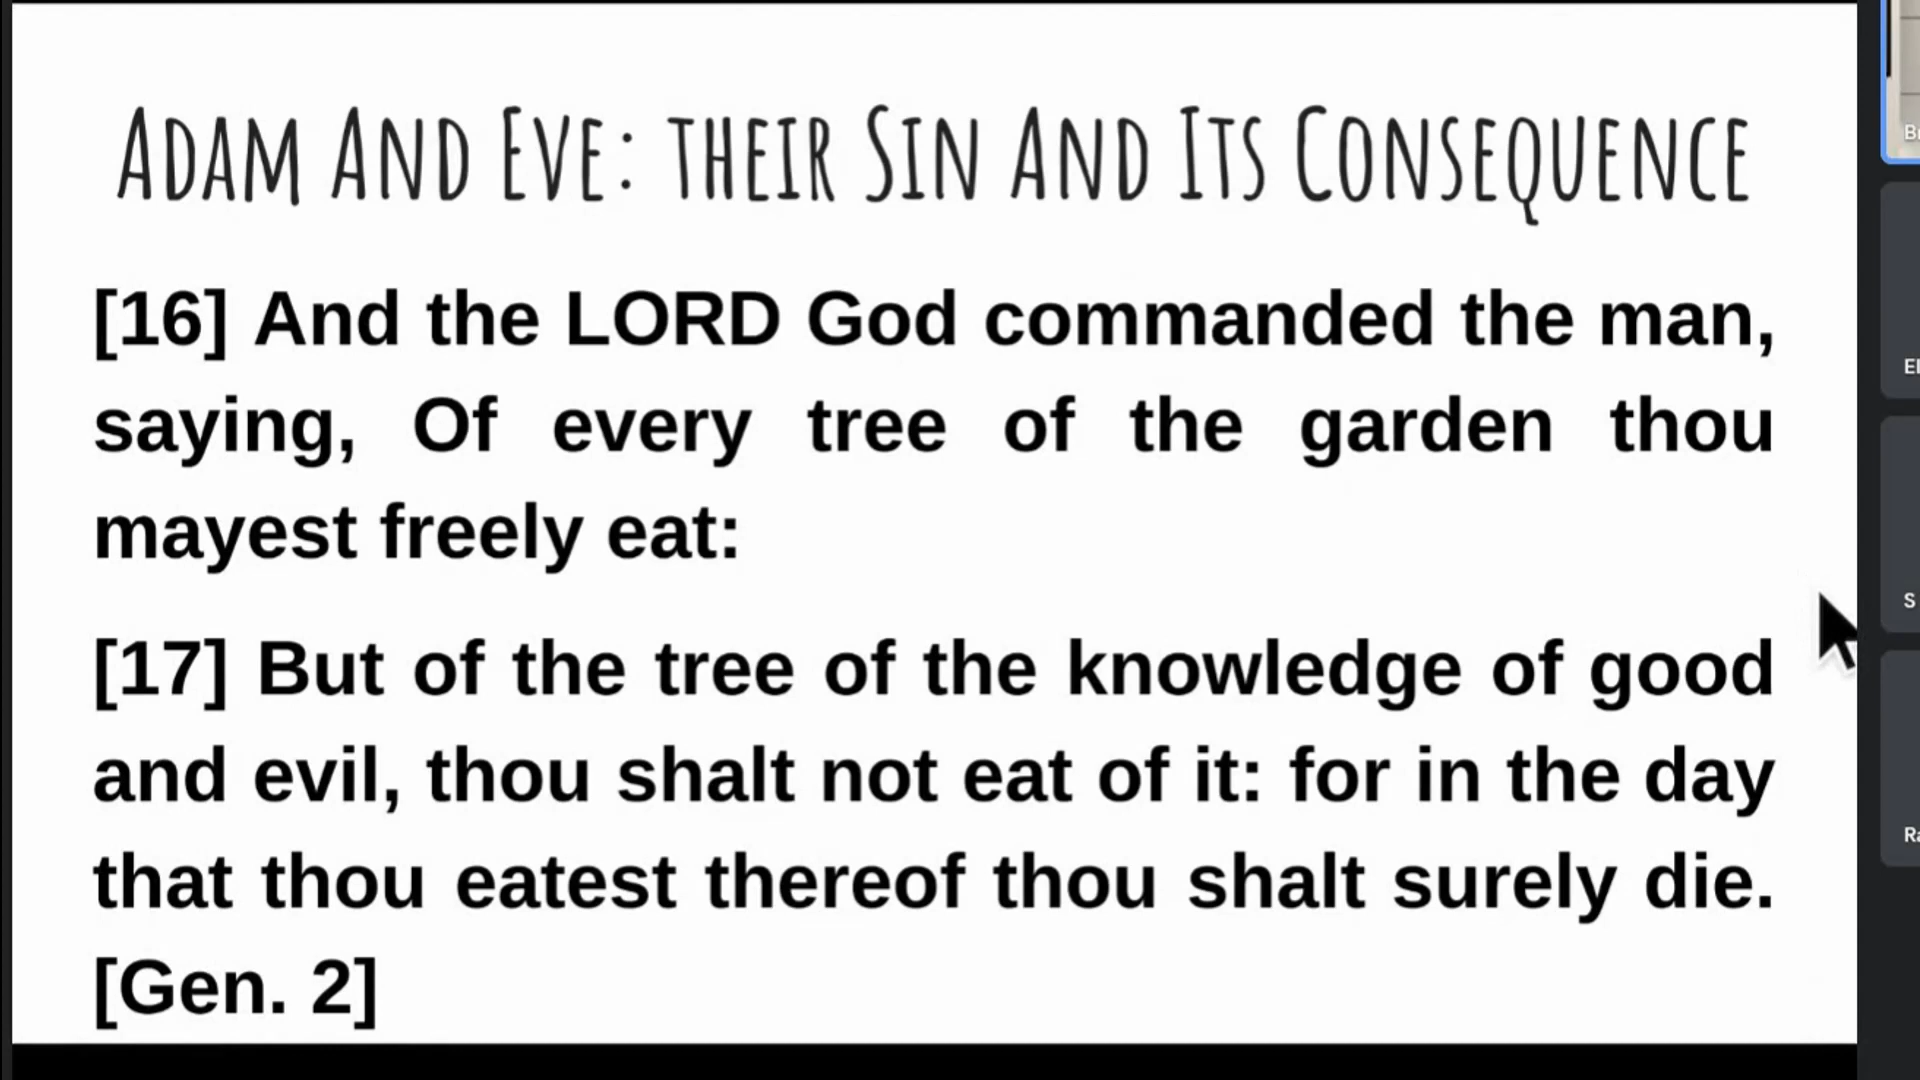 ADAM AND EVE: THEIR SIN AND ITS CONSEQUENCE
[16] And the LORD God commanded the man,
saying, Of every tree of the garden thou
mayest freely eat:
[17] But of the tree of the knowledge of good
and evil, thou shalt not eat of it: for in the day
that thou eatest thereof thou shalt surely die.
[Gen. 2]
S